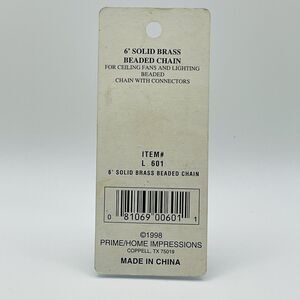 6' SOLID BRASS
BEADED CHAIN
FOR CEILING FANS AND LIGHTING
BEADED
CHAIN WITH CONNECTORS
ITEM#
L 601
6' SOLID BRASS BEADED CHAIN
0 81069 00601 1
©1998
PRIME/HOME IMPRESSIONS
COPPELL, TX 75019
MADE IN CHINA